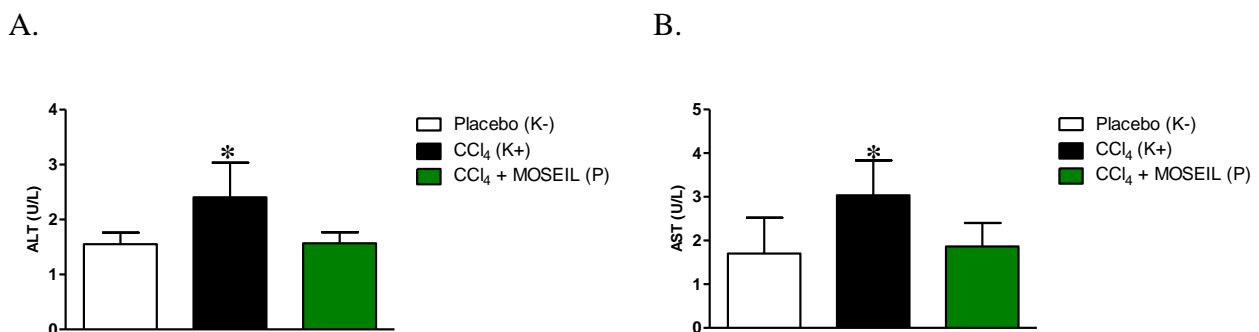 A.
B.
4
3
2
1
0
ALT (U/L)
*
Placebo (K-)
CCl₄ (K+)
CCl₄ + MOSEIL (P)
5
4
3
2
1
0
AST (U/L)
*
Placebo (K-)
CCl₄ (K+)
CCl₄ + MOSEIL (P)